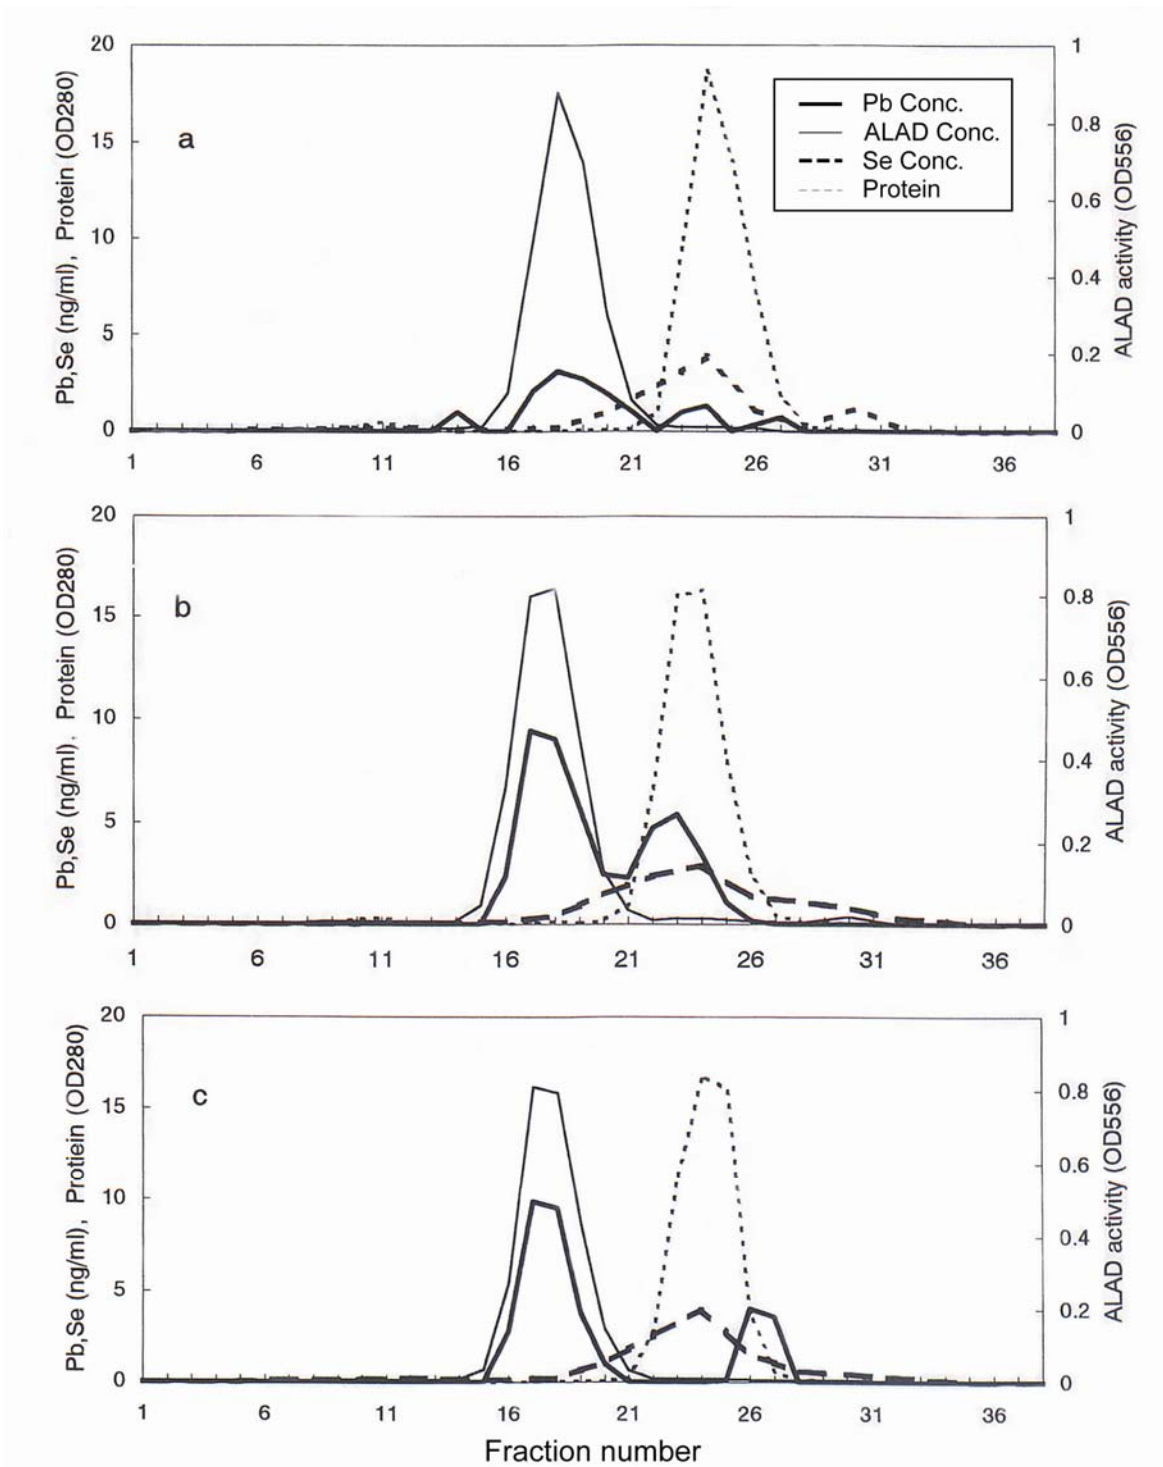 20
1
Pb Conc.
ALAD Conc.
Se Conc.
Protein
a
15
0.8
10
0.6
5
0.4
0.2
0
0
Pb,Se (ng/ml), Protein (OD280)
ALAD activity (OD556)
1 6 11 16 21 26 31 36
20
1
b
15
0.8
10
0.6
5
0.4
0.2
0
0
Pb,Se (ng/ml). Protein (OD280)
ALAD activity (OD556)
1 6 11 16 21 26 31 36
20
1
c
15
0.8
10
0.6
5
0.4
0.2
0
0
Pb,Se (ng/ml), Protiein (OD280)
ALAD activity (OD556)
1 6 11 16 21 26 31 36
Fraction number